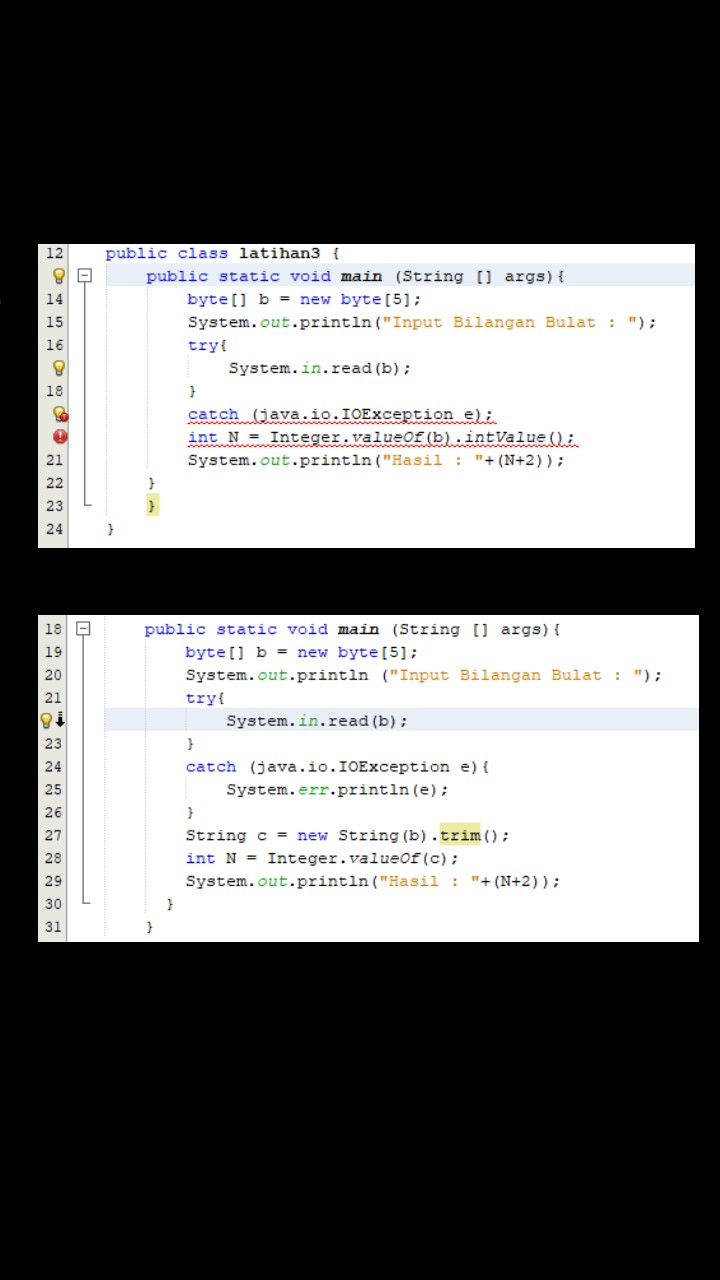 12 public class latihan3 {
public static void main (String [] args){
14 byte[] b = new byte[5];
15 System.out.println("Input Bilangan Bulat : ");
16 try{
System.in.read(b);
18 }
catch (java.io.IOException e);
int N = Integer.valueOf(b).intValue();
21 System.out.println("Hasil : "+(N+2));
22 }
23 }
24 }
18 public static void main (String [] args){
19 byte[] b = new byte[5];
20 System.out.println ("Input Bilangan Bulat : ");
21 try{
System.in.read(b);
23 }
24 catch (java.io.IOException e){
25 System.err.println(e);
26 }
27 String c = new String(b).trim();
28 int N = Integer.valueOf(c);
29 System.out.println("Hasil : "+(N+2));
30 }
31 }